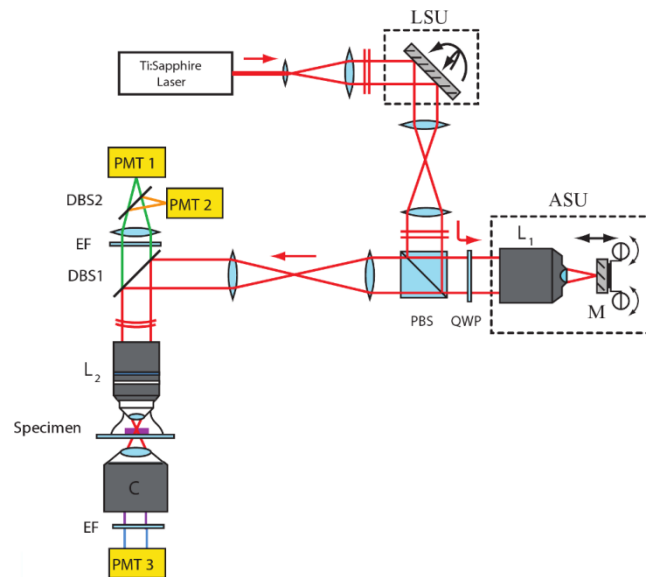 LSU
Ti:Sapphire
Laser
PMT 1
DBS2
PMT 2
EF
DBS1
ASU
L1
M
PBS
QWP
L2
Specimen
C
EF
PMT 3